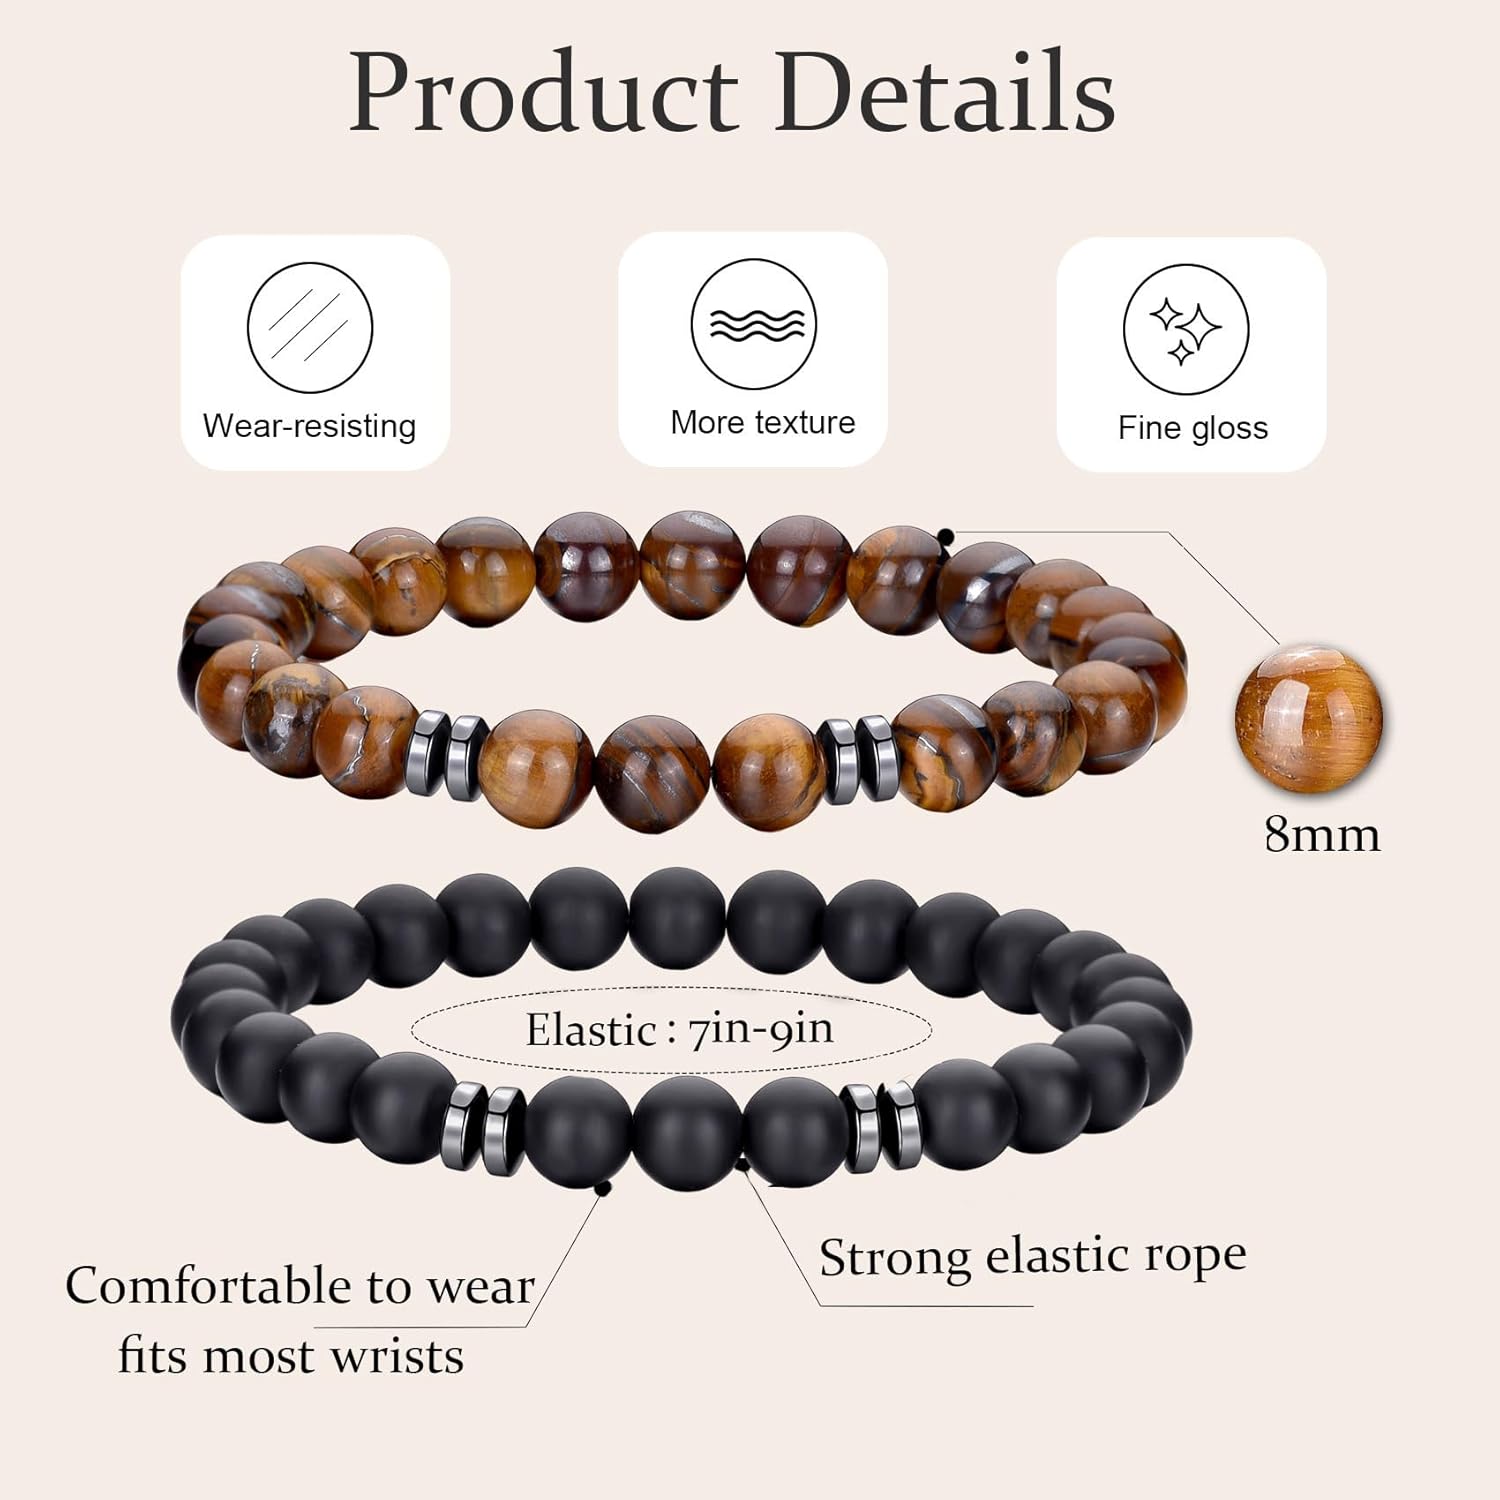 Product Details
Wear-resisting
More texture
Fine gloss
8mm
Elastic : 7in-9in
Strong elastic rope
Comfortable to wear
fits most wrists